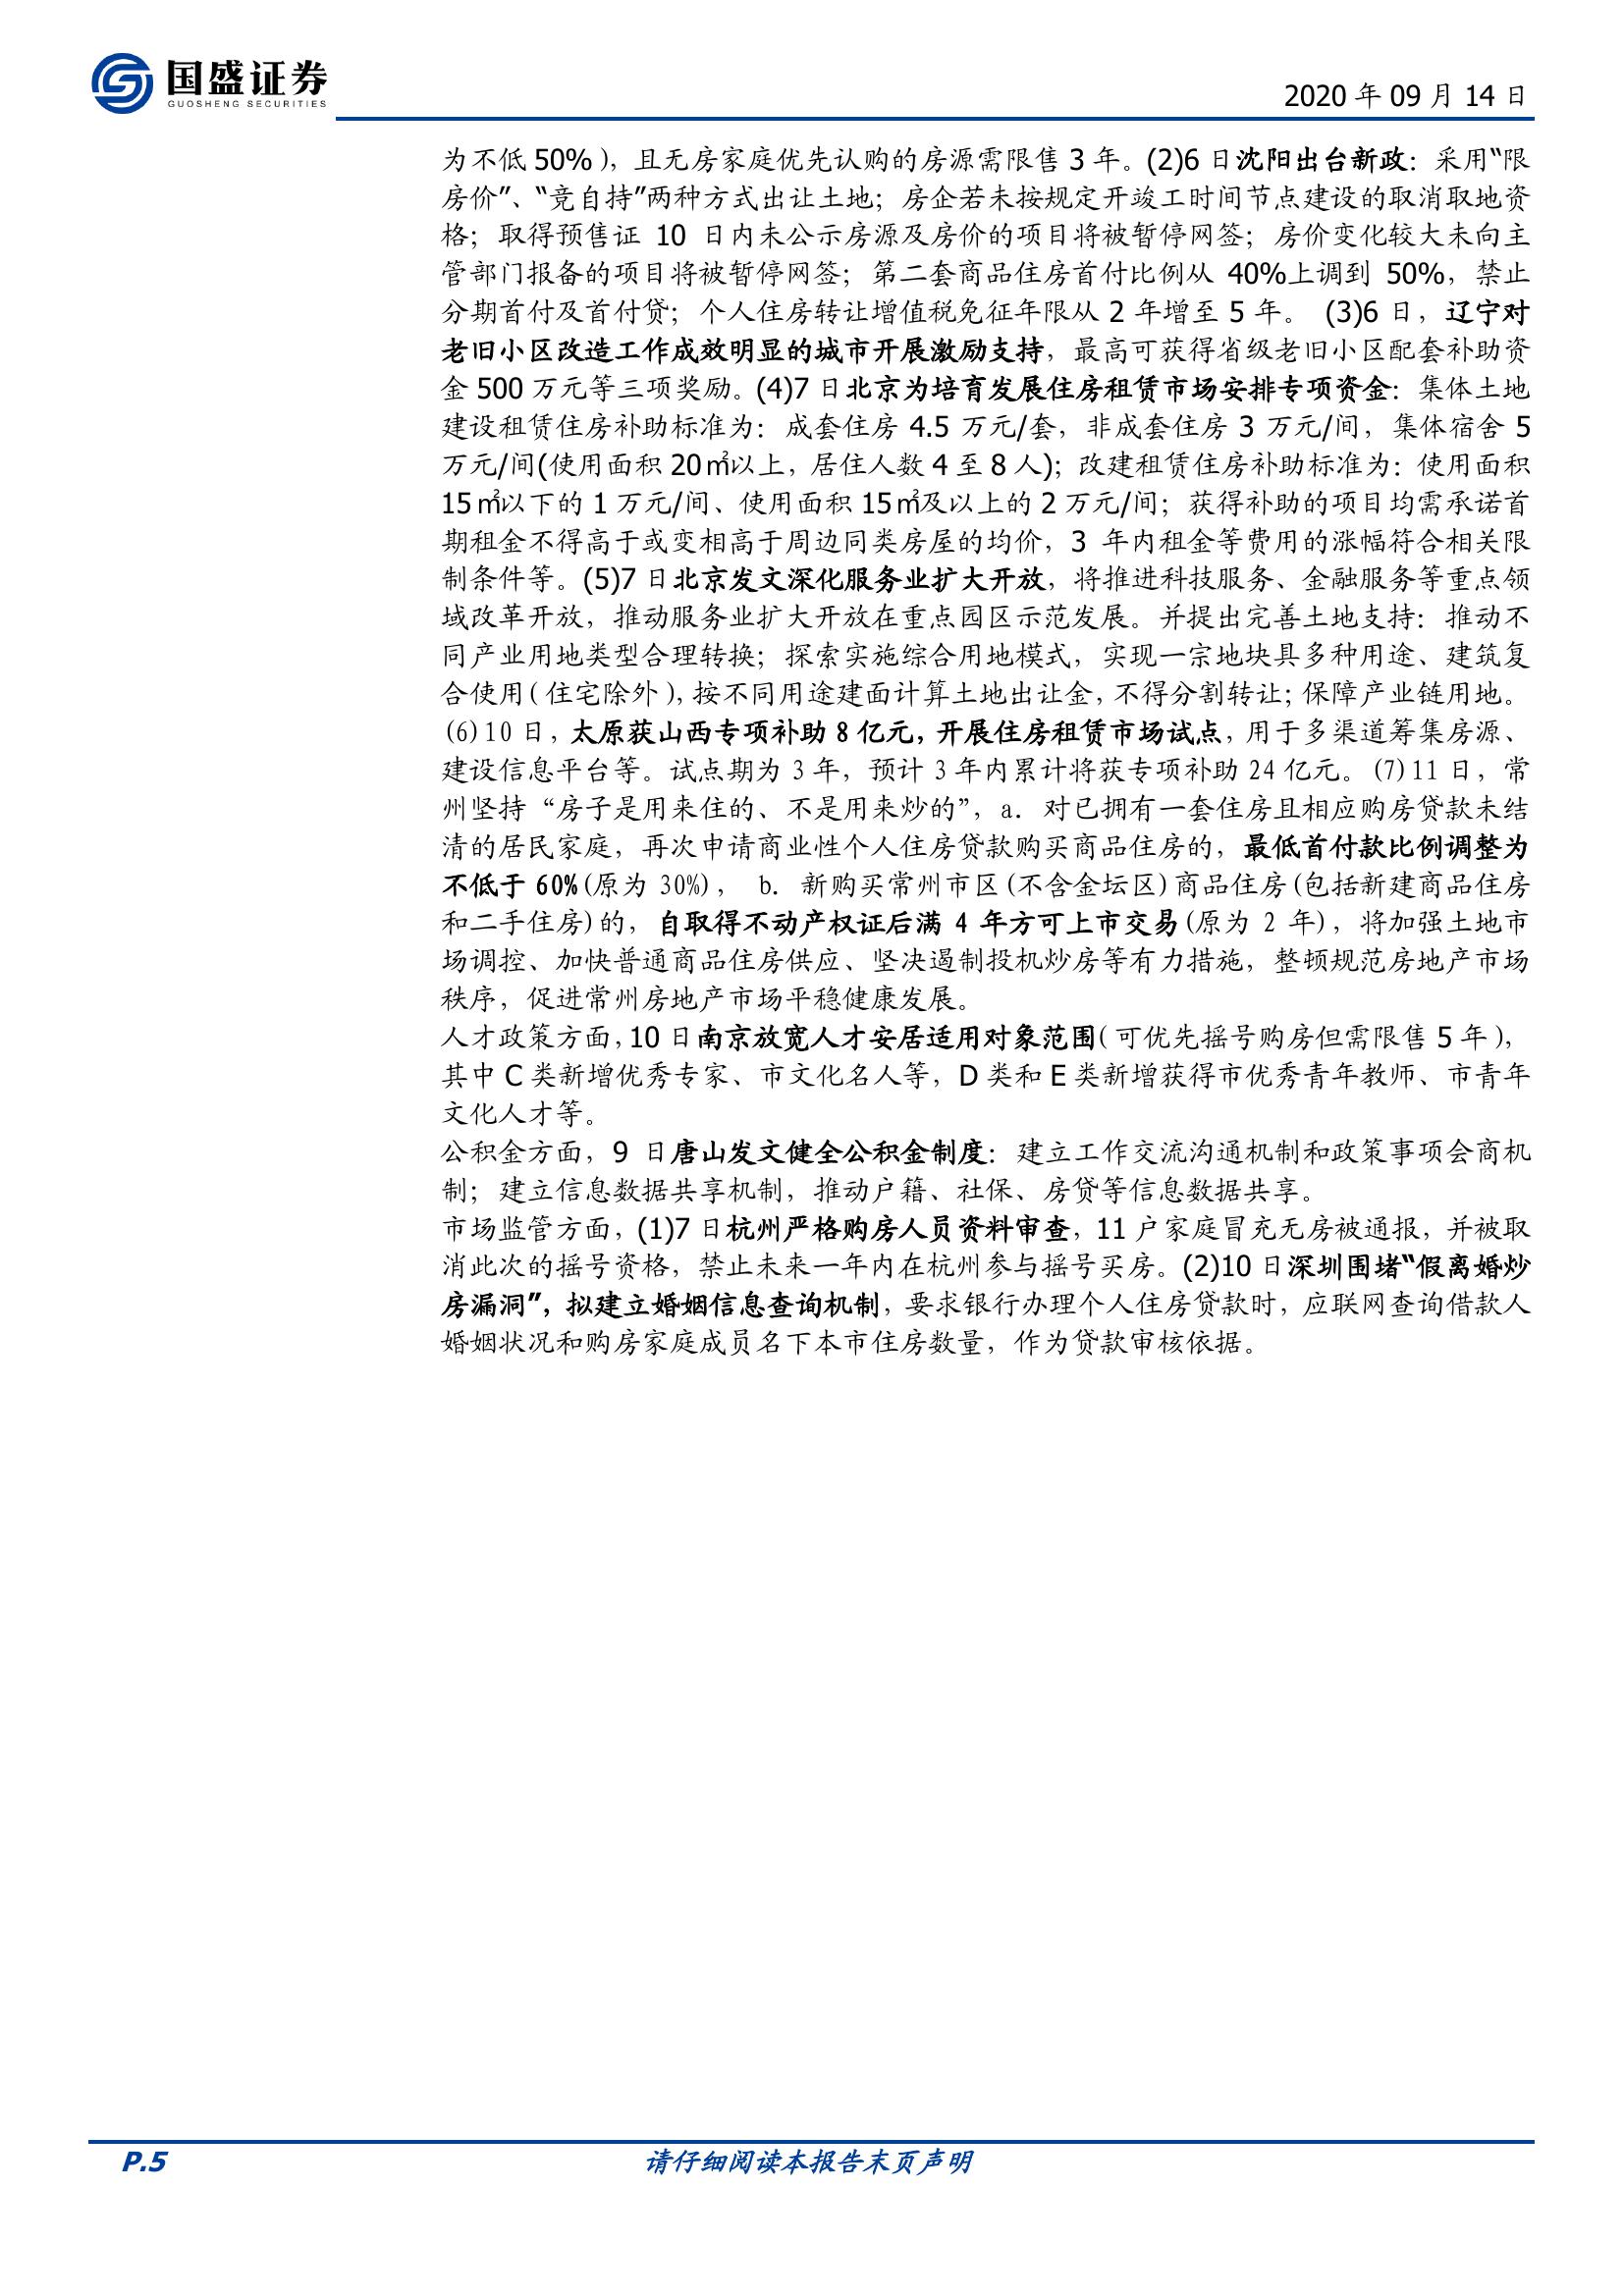 国盛证券
GUOSHENG SECURITIES
2020 年 09 月 14 日
为不低 50%），且无房家庭优先认购的房源需限售 3 年。(2)6 日沈阳出台新政：采用“限
房价”、“竞自持”两种方式出让土地；房企若未按规定开竣工时间节点建设的取消取地资
格；取得预售证 10 日内未公示房源及房价的项目将被暂停网签；房价变化较大未向主
管部门报备的项目将被暂停网签；第二套商品住房首付比例从 40%上调到 50%，禁止
分期首付及首付贷；个人住房转让增值税免征年限从 2 年增至 5 年。 (3)6 日，辽宁对
老旧小区改造工作成效明显的城市开展激励支持，最高可获得省级老旧小区配套补助资
金 500 万元等三项奖励。(4)7 日北京为培育发展住房租赁市场安排专项资金：集体土地
建设租赁住房补助标准为：成套住房 4.5 万元/套，非成套住房 3 万元/间，集体宿舍 5
万元/间(使用面积 20㎡以上，居住人数 4 至 8 人)；改建租赁住房补助标准为：使用面积
15㎡以下的 1 万元/间、使用面积 15㎡及以上的 2 万元/间；获得补助的项目均需承诺首
期租金不得高于或变相高于周边同类房屋的均价，3 年内租金等费用的涨幅符合相关限
制条件等。(5)7 日北京发文深化服务业扩大开放，将推进科技服务、金融服务等重点领
域改革开放，推动服务业扩大开放在重点园区示范发展。并提出完善土地支持：推动不
同产业用地类型合理转换；探索实施综合用地模式，实现一宗地块具多种用途、建筑复
合使用（住宅除外），按不同用途建面计算土地出让金，不得分割转让；保障产业链用地。
(6)10 日，太原获山西专项补助 8 亿元，开展住房租赁市场试点，用于多渠道筹集房源、
建设信息平台等。试点期为 3 年，预计 3 年内累计将获专项补助 24 亿元。(7)11 日，常
州坚持“房子是用来住的、不是用来炒的”，a. 对已拥有一套住房且相应购房贷款未结
清的居民家庭，再次申请商业性个人住房贷款购买商品住房的，最低首付款比例调整为
不低于 60%(原为 30%)， b. 新购买常州市区(不含金坛区)商品住房(包括新建商品住房
和二手住房)的，自取得不动产权证后满 4 年方可上市交易(原为 2 年)，将加强土地市
场调控、加快普通商品住房供应、坚决遏制投机炒房等有力措施，整顿规范房地产市场
秩序，促进常州房地产市场平稳健康发展。
人才政策方面，10 日南京放宽人才安居适用对象范围（可优先摇号购房但需限售 5 年），
其中 C 类新增优秀专家、市文化名人等，D 类和 E 类新增获得市优秀青年教师、市青年
文化人才等。
公积金方面，9 日唐山发文健全公积金制度：建立工作交流沟通机制和政策事项会商机
制；建立信息数据共享机制，推动户籍、社保、房贷等信息数据共享。
市场监管方面，(1)7 日杭州严格购房人员资料审查，11 户家庭冒充无房被通报，并被取
消此次的摇号资格，禁止未来一年内在杭州参与摇号买房。(2)10 日深圳围堵“假离婚炒
房漏洞”，拟建立婚姻信息查询机制，要求银行办理个人住房贷款时，应联网查询借款人
婚姻状况和购房家庭成员名下本市住房数量，作为贷款审核依据。
P.5
请仔细阅读本报告末页声明